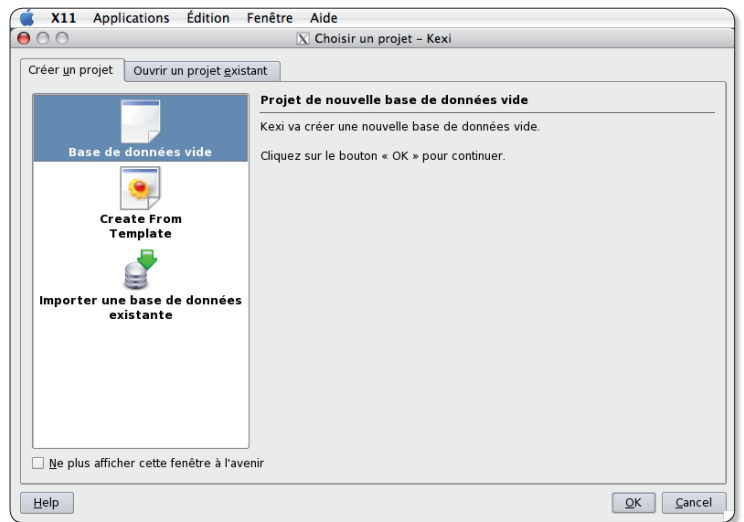 X11 Applications Édition Fenêtre Aide
Choisir un projet – Kexi
Créer un projet Ouvrir un projet existant
Base de données vide
Create From
Template
Importer une base de données
existante
Projet de nouvelle base de données vide
Kexi va créer une nouvelle base de données vide.
Cliquez sur le bouton « OK » pour continuer.
Ne plus afficher cette fenêtre à l'avenir
Help OK Cancel